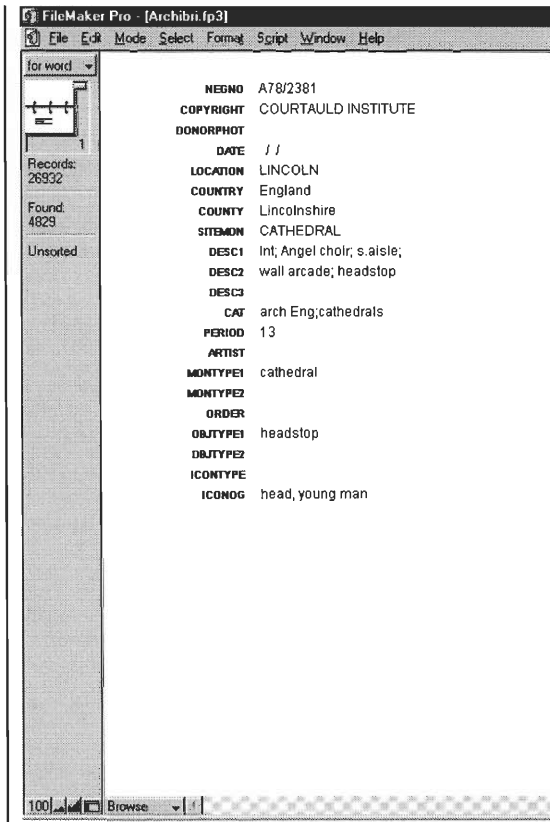 FileMaker Pro - [Archibri.fp3]
File Edit Mode Select Format Script Window Help
for word
1
Records:
26932
Found:
4829
Unsorted
NEGNO A78/2381
COPYRIGHT COURTAULD INSTITUTE
DONORPHOT
DATE / /
LOCATION LINCOLN
COUNTRY England
COUNTY Lincolnshire
SITEMON CATHEDRAL
DESC1 Int; Angel choir; s.aisle;
DESC2 wall arcade; headstop
DESC3
CAT arch Eng;cathedrals
PERIOD 13
ARTIST
MONTYPE1 cathedral
MONTYPE2
ORDER
OBJTYPE1 headstop
OBJTYPE2
ICONTYPE
ICONOG head, young man
100 Browse